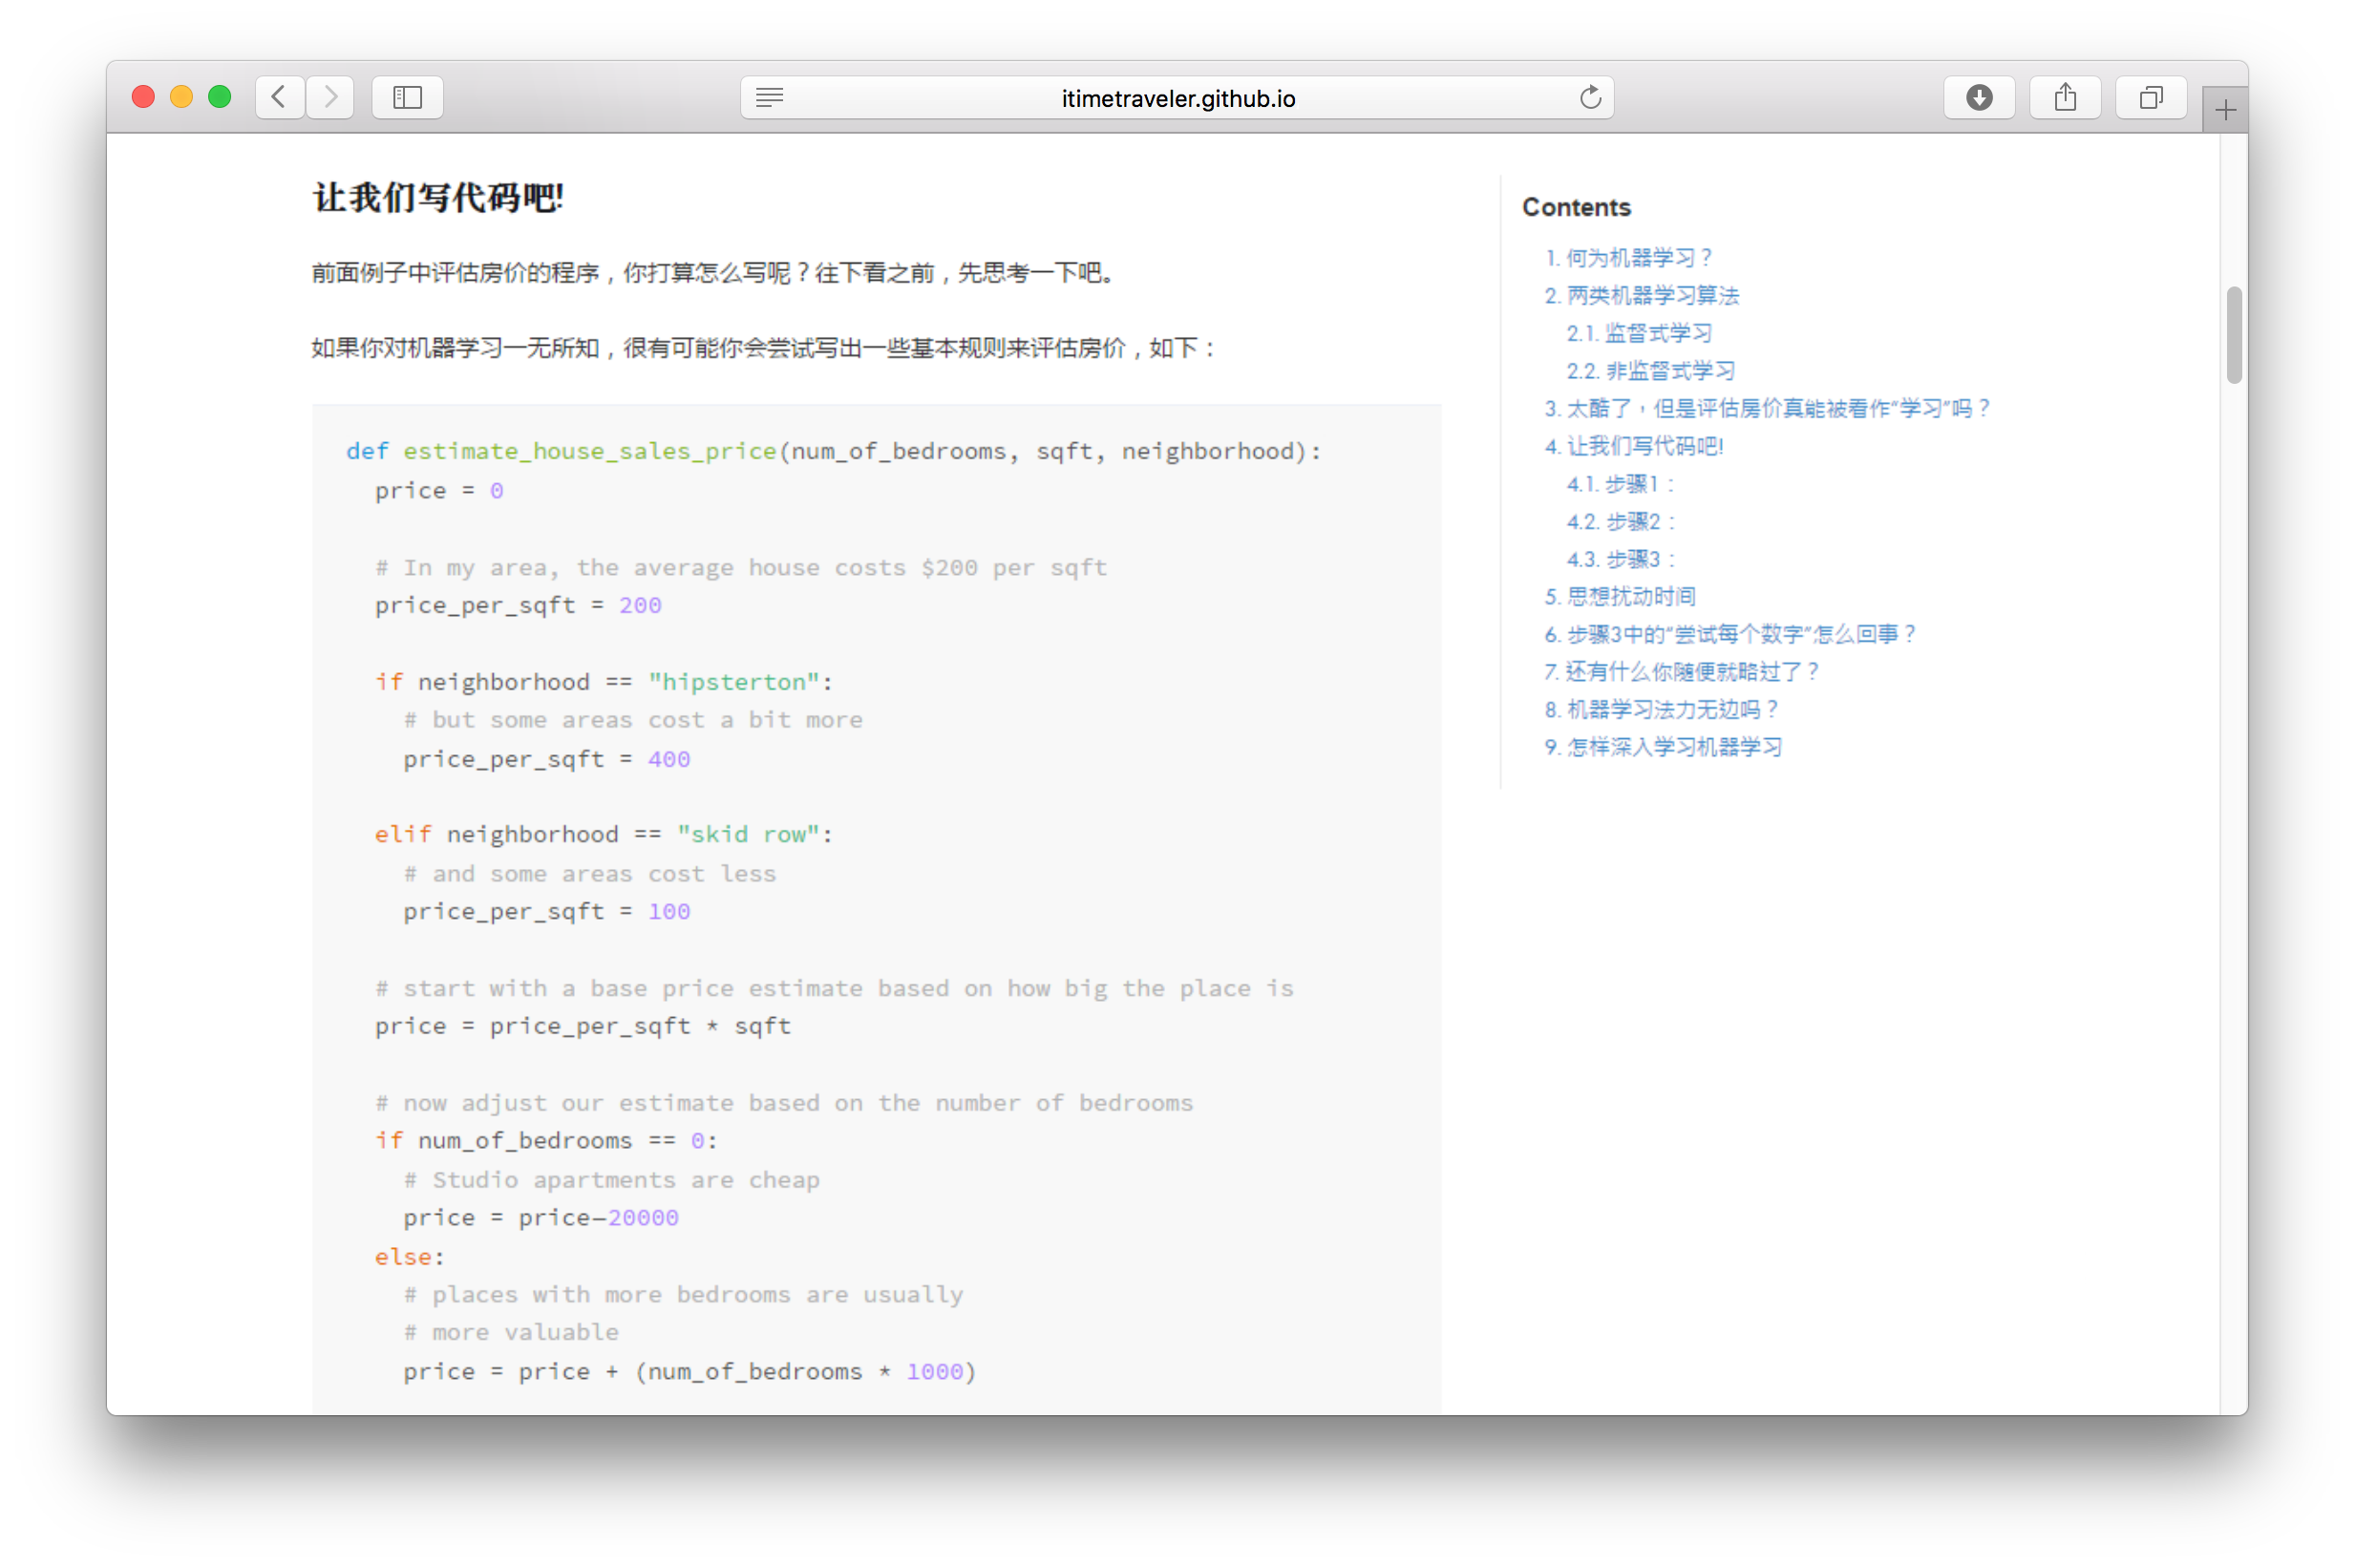 itimetraveler.github.io
让我们写代码吧!
前面例子中评估房价的程序，你打算怎么写呢？往下看之前，先思考一下吧。
如果你对机器学习一无所知，很有可能你会尝试写出一些基本规则来评估房价，如下：
def estimate_house_sales_price(num_of_bedrooms, sqft, neighborhood):
price = 0
# In my area, the average house costs $200 per sqft
price_per_sqft = 200
if neighborhood == "hipsterton":
# but some areas cost a bit more
price_per_sqft = 400
elif neighborhood == "skid row":
# and some areas cost less
price_per_sqft = 100
# start with a base price estimate based on how big the place is
price = price_per_sqft * sqft
# now adjust our estimate based on the number of bedrooms
if num_of_bedrooms == 0:
# Studio apartments are cheap
price = price—20000
else:
# places with more bedrooms are usually
# more valuable
price = price + (num_of_bedrooms * 1000)
Contents
1. 何为机器学习？
2. 两类机器学习算法
2.1. 监督式学习
2.2. 非监督式学习
3. 太酷了，但是评估房价真能被看作“学习”吗？
4. 让我们写代码吧!
4.1. 步骤1：
4.2. 步骤2：
4.3. 步骤3：
5. 思想扰动时间
6. 步骤3中的“尝试每个数字”怎么回事？
7. 还有什么你随便就略过了？
8. 机器学习法力无边吗？
9. 怎样深入学习机器学习